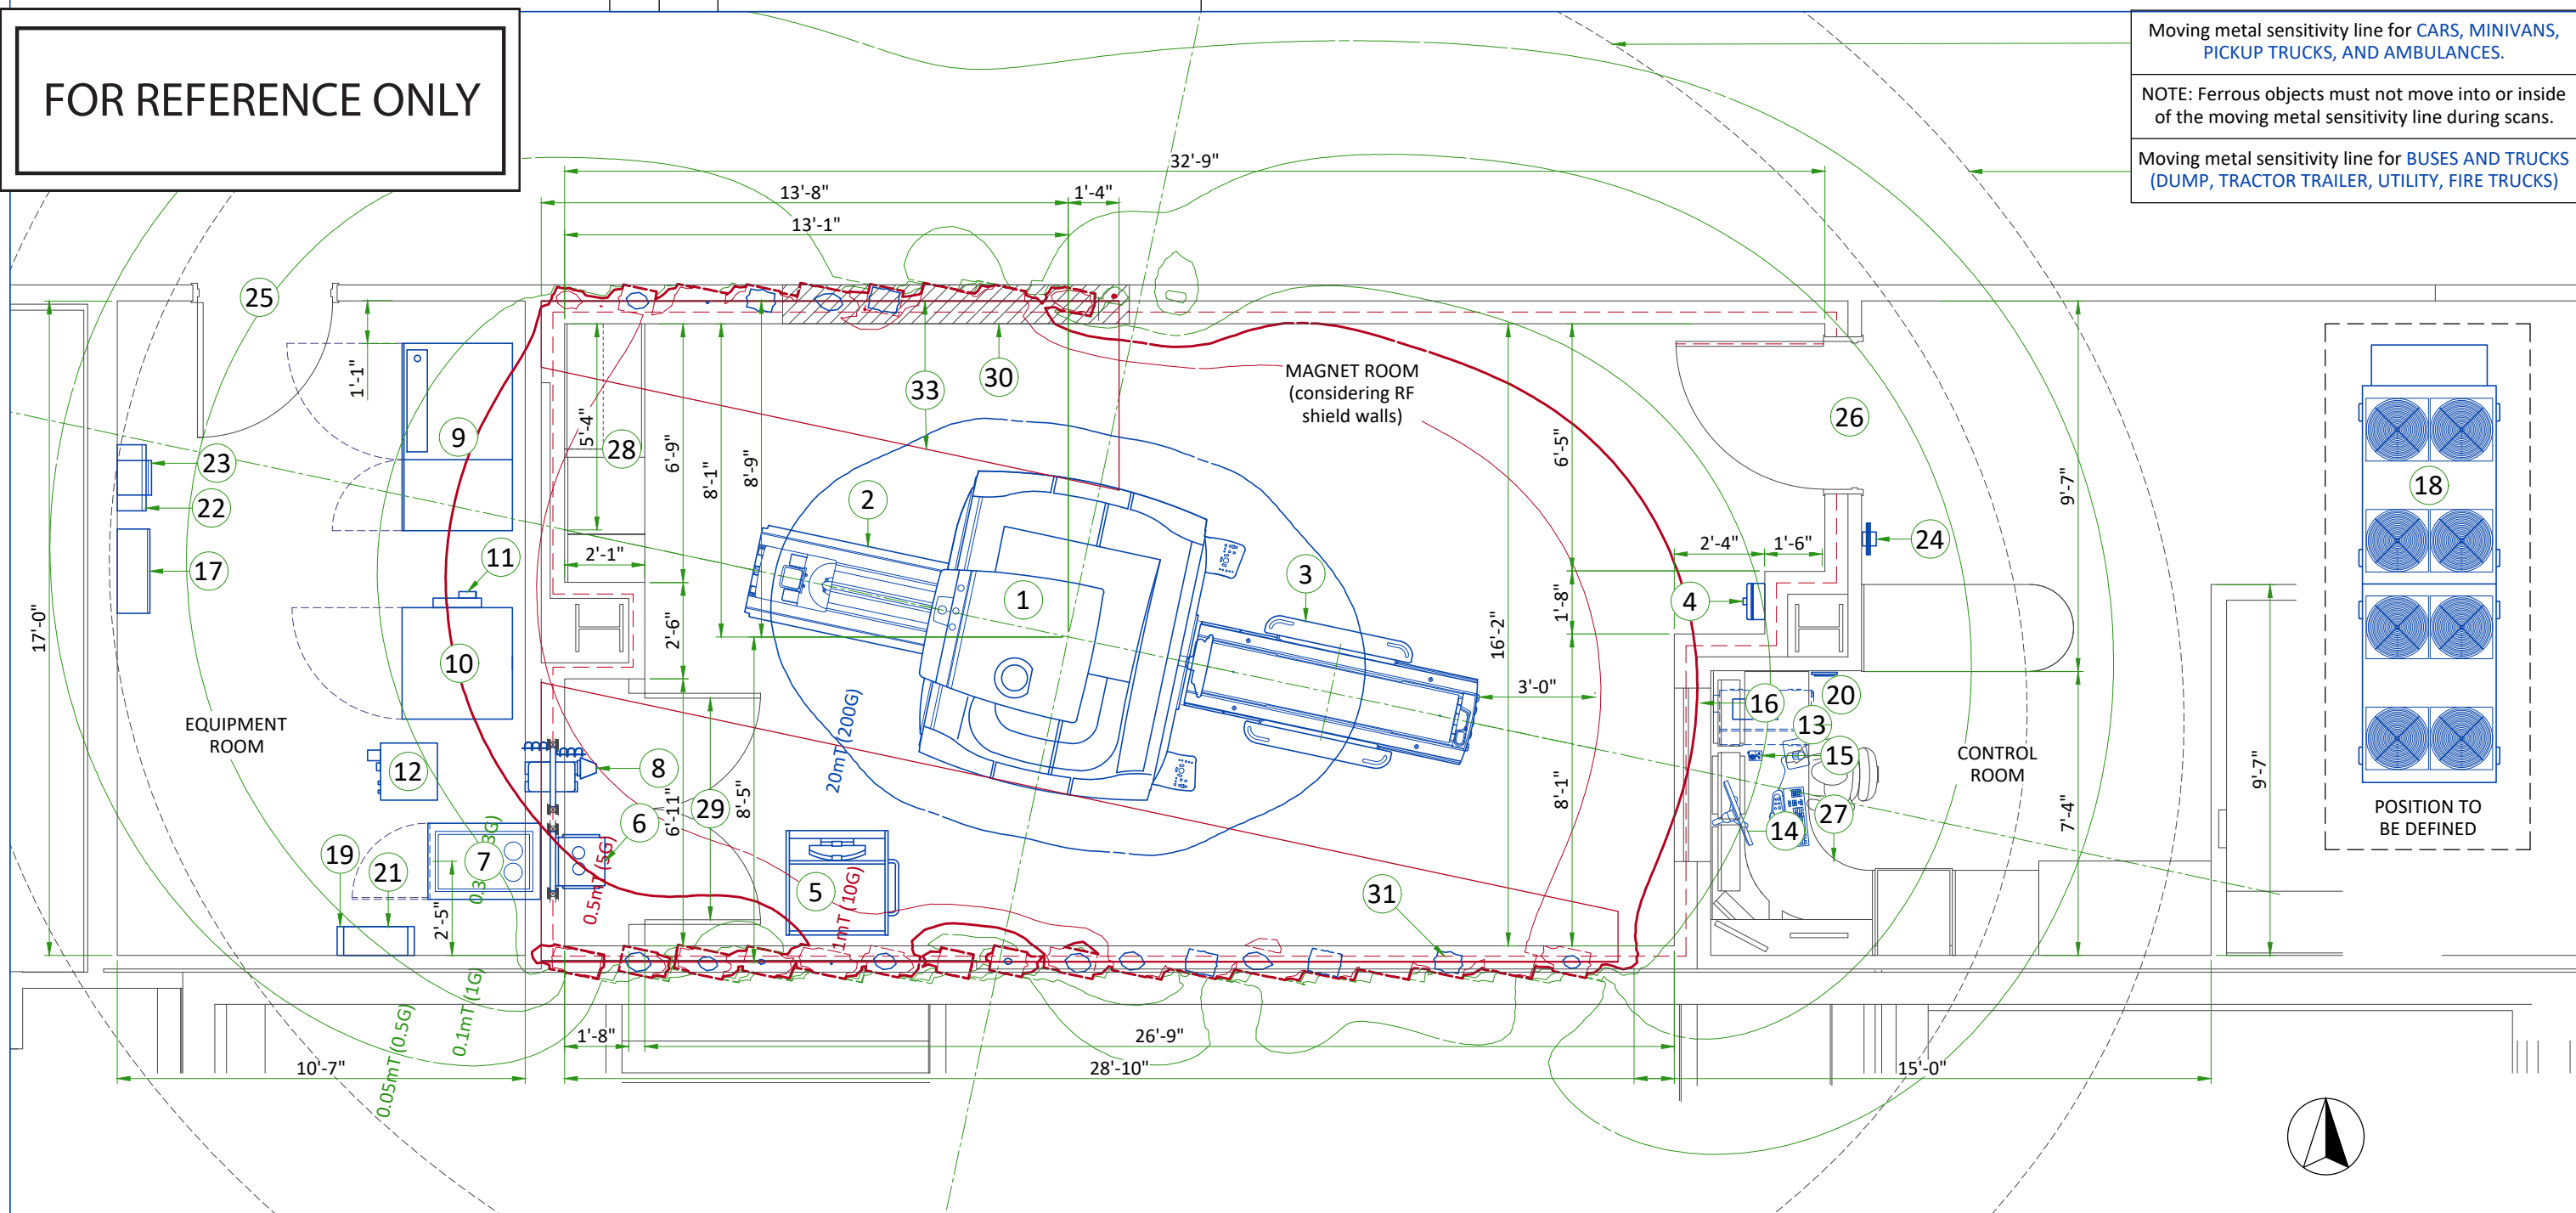 FOR REFERENCE ONLY
Moving metal sensitivity line for CARS, MINIVANS,
PICKUP TRUCKS, AND AMBULANCES.
NOTE: Ferrous objects must not move into or inside
of the moving metal sensitivity line during scans.
Moving metal sensitivity line for BUSES AND TRUCKS
(DUMP, TRACTOR TRAILER, UTILITY, FIRE TRUCKS)
32'-9"
13'-8"
1'-4"
13'-1"
25
1'-1"
9
23
22
17
11
10
17'-0"
EQUIPMENT
ROOM
12
19
21
7
2'-5"
0.1mT (1G)
0.05mT (0.5G)
10'-7"
5'-4"
28
6'-9"
8'-1"
8'-9"
33
30
2'-1"
2'-6"
8
6
6'-11"
29
8'-5"
0.5mT (5G)
1mT (10G)
20mT (200G)
5
2
1
3
MAGNET ROOM
(considering RF
shield walls)
6'-5"
1'-8"
16'-2"
8'-1"
3'-0"
31
1'-8"
26'-9"
28'-10"
26
2'-4"
1'-6"
24
4
9'-7"
16
20
13
15
14
27
CONTROL
ROOM
7'-4"
9'-7"
15'-0"
18
POSITION TO
BE DEFINED